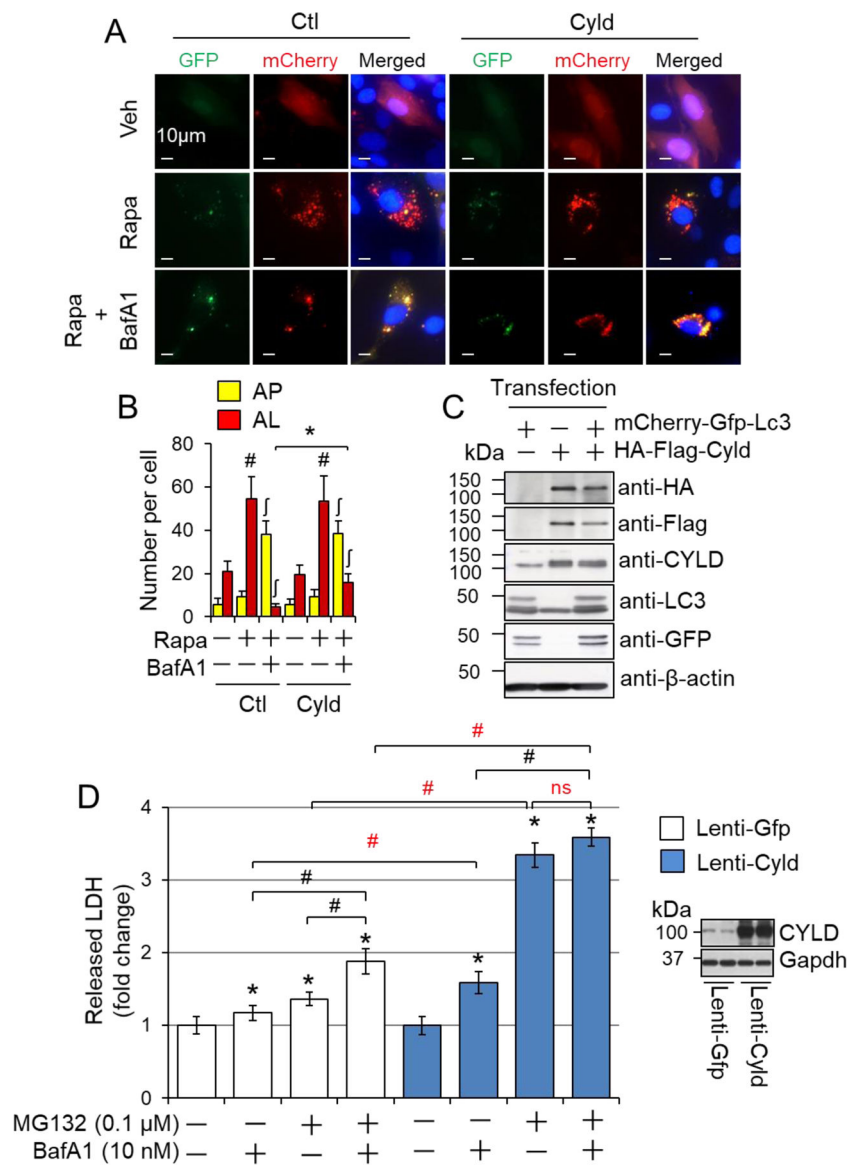 A
Ctl
Cyld
GFP
mCherry
Merged
GFP
mCherry
Merged
Veh
10μm
Rapa
Rapa
+
BafA1
B
AP
AL
Number per cell
80
60
40
20
0
#
∫
∫
#
*
∫
∫
Rapa — + + — + +
BafA1 — — + — — +
Ctl
Cyld
C
Transfection
+ — + mCherry-Gfp-Lc3
kDa — + + HA-Flag-Cyld
150
100
anti-HA
150
100
anti-Flag
150
100
anti-CYLD
50
anti-LC3
50
anti-GFP
50
anti-β-actin
D
Released LDH
(fold change)
4
3
2
1
0
#
#
#
ns
#
#
#
* * * * * *
MG132 (0.1 μM) — — + + — — + +
BafA1 (10 nM) — + — + — + — +
Lenti-Gfp
Lenti-Cyld
kDa
100
CYLD
37
Gapdh
Lenti-Gfp
Lenti-Cyld